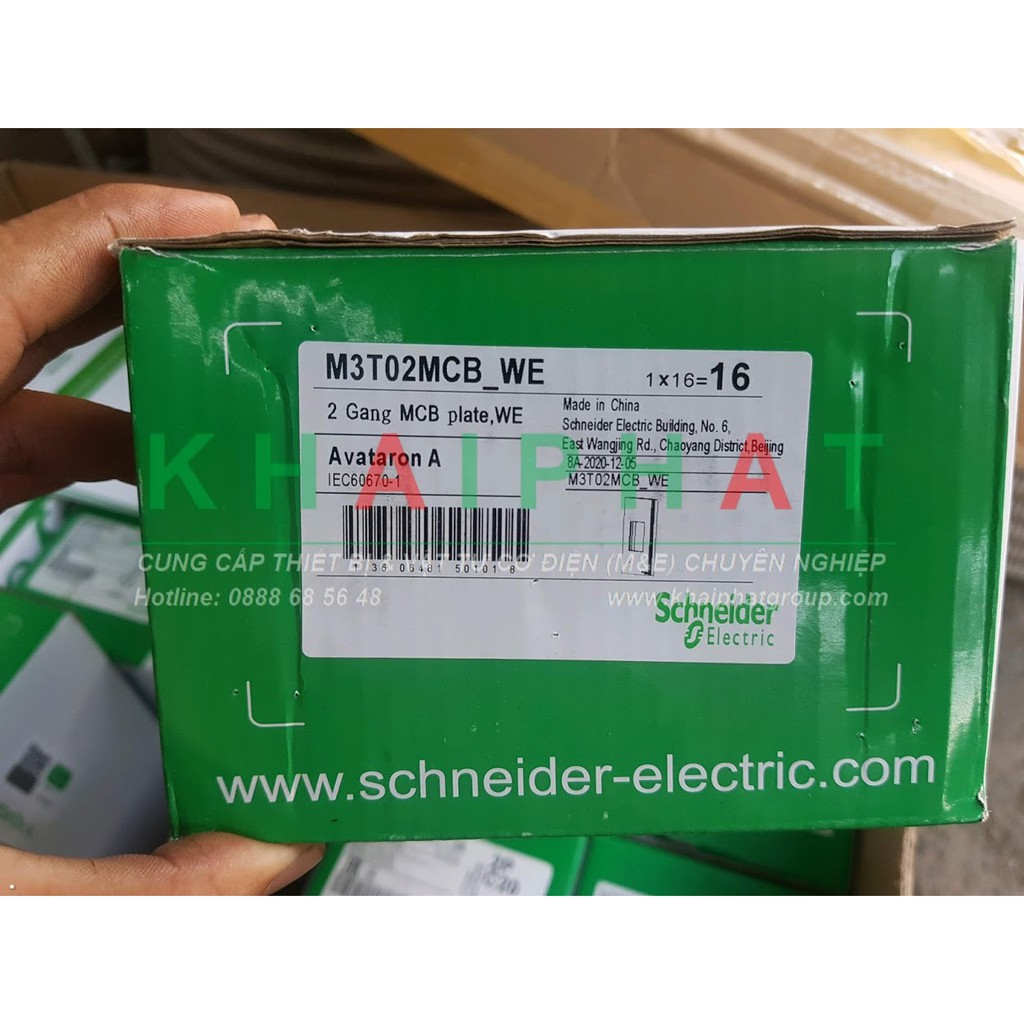 M3T02MCB_WE
1×16=16
2 Gang MCB plate,WE
Avataron A
IEC60670-1
Made in China
Schneider Electric Building, No. 6,
East Wangjing Rd., Chaoyang District, Beijing
8A-2020-12-05
M3T02MCB_WE
KHAIPHAT
CUNG CẤP THIẾT BỊ & VẬT TƯ CƠ ĐIỆN (M&E) CHUYÊN NGHIỆP
Hotline: 0888 68 56 48
www.khaiphatgroup.com
Schneider
Electric
www.schneider-electric.com